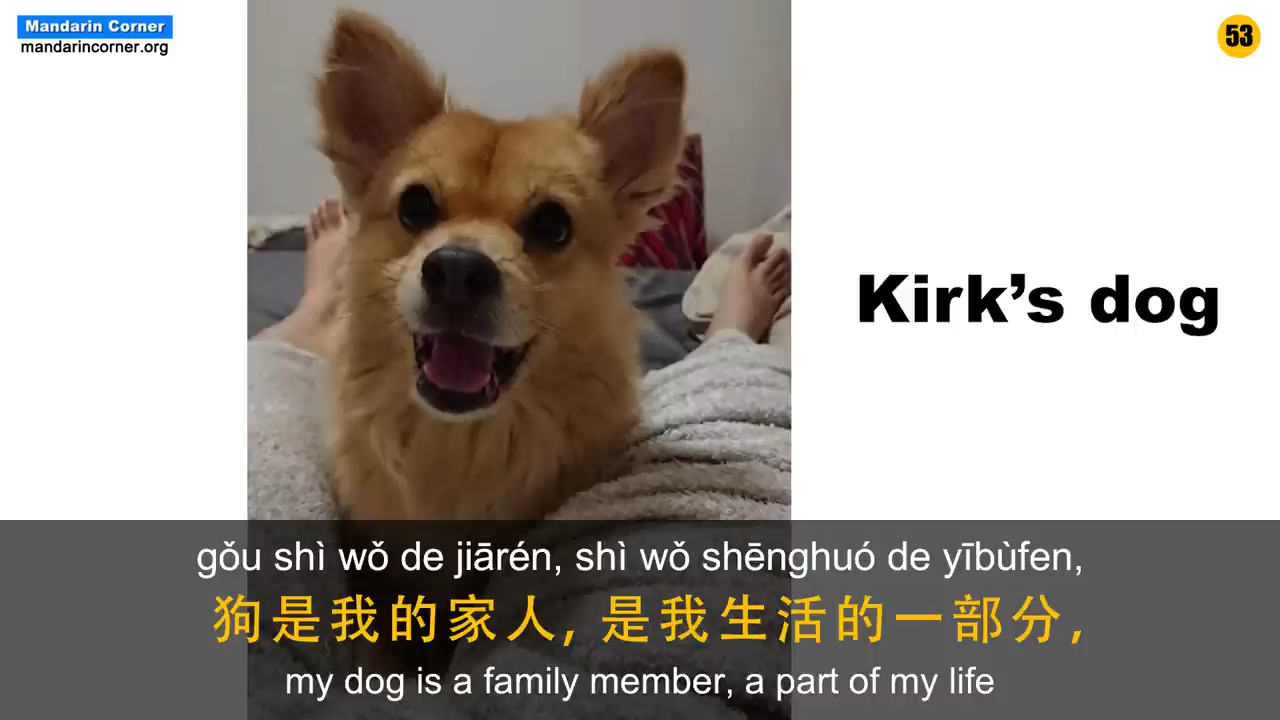 Mandarin Corner
mandarincorner.org
53
Kirk’s dog
gǒu shì wǒ de jiārén, shì wǒ shēnghuó de yībùfen,
狗是我的家人, 是我生活的一部分,
my dog is a family member, a part of my life